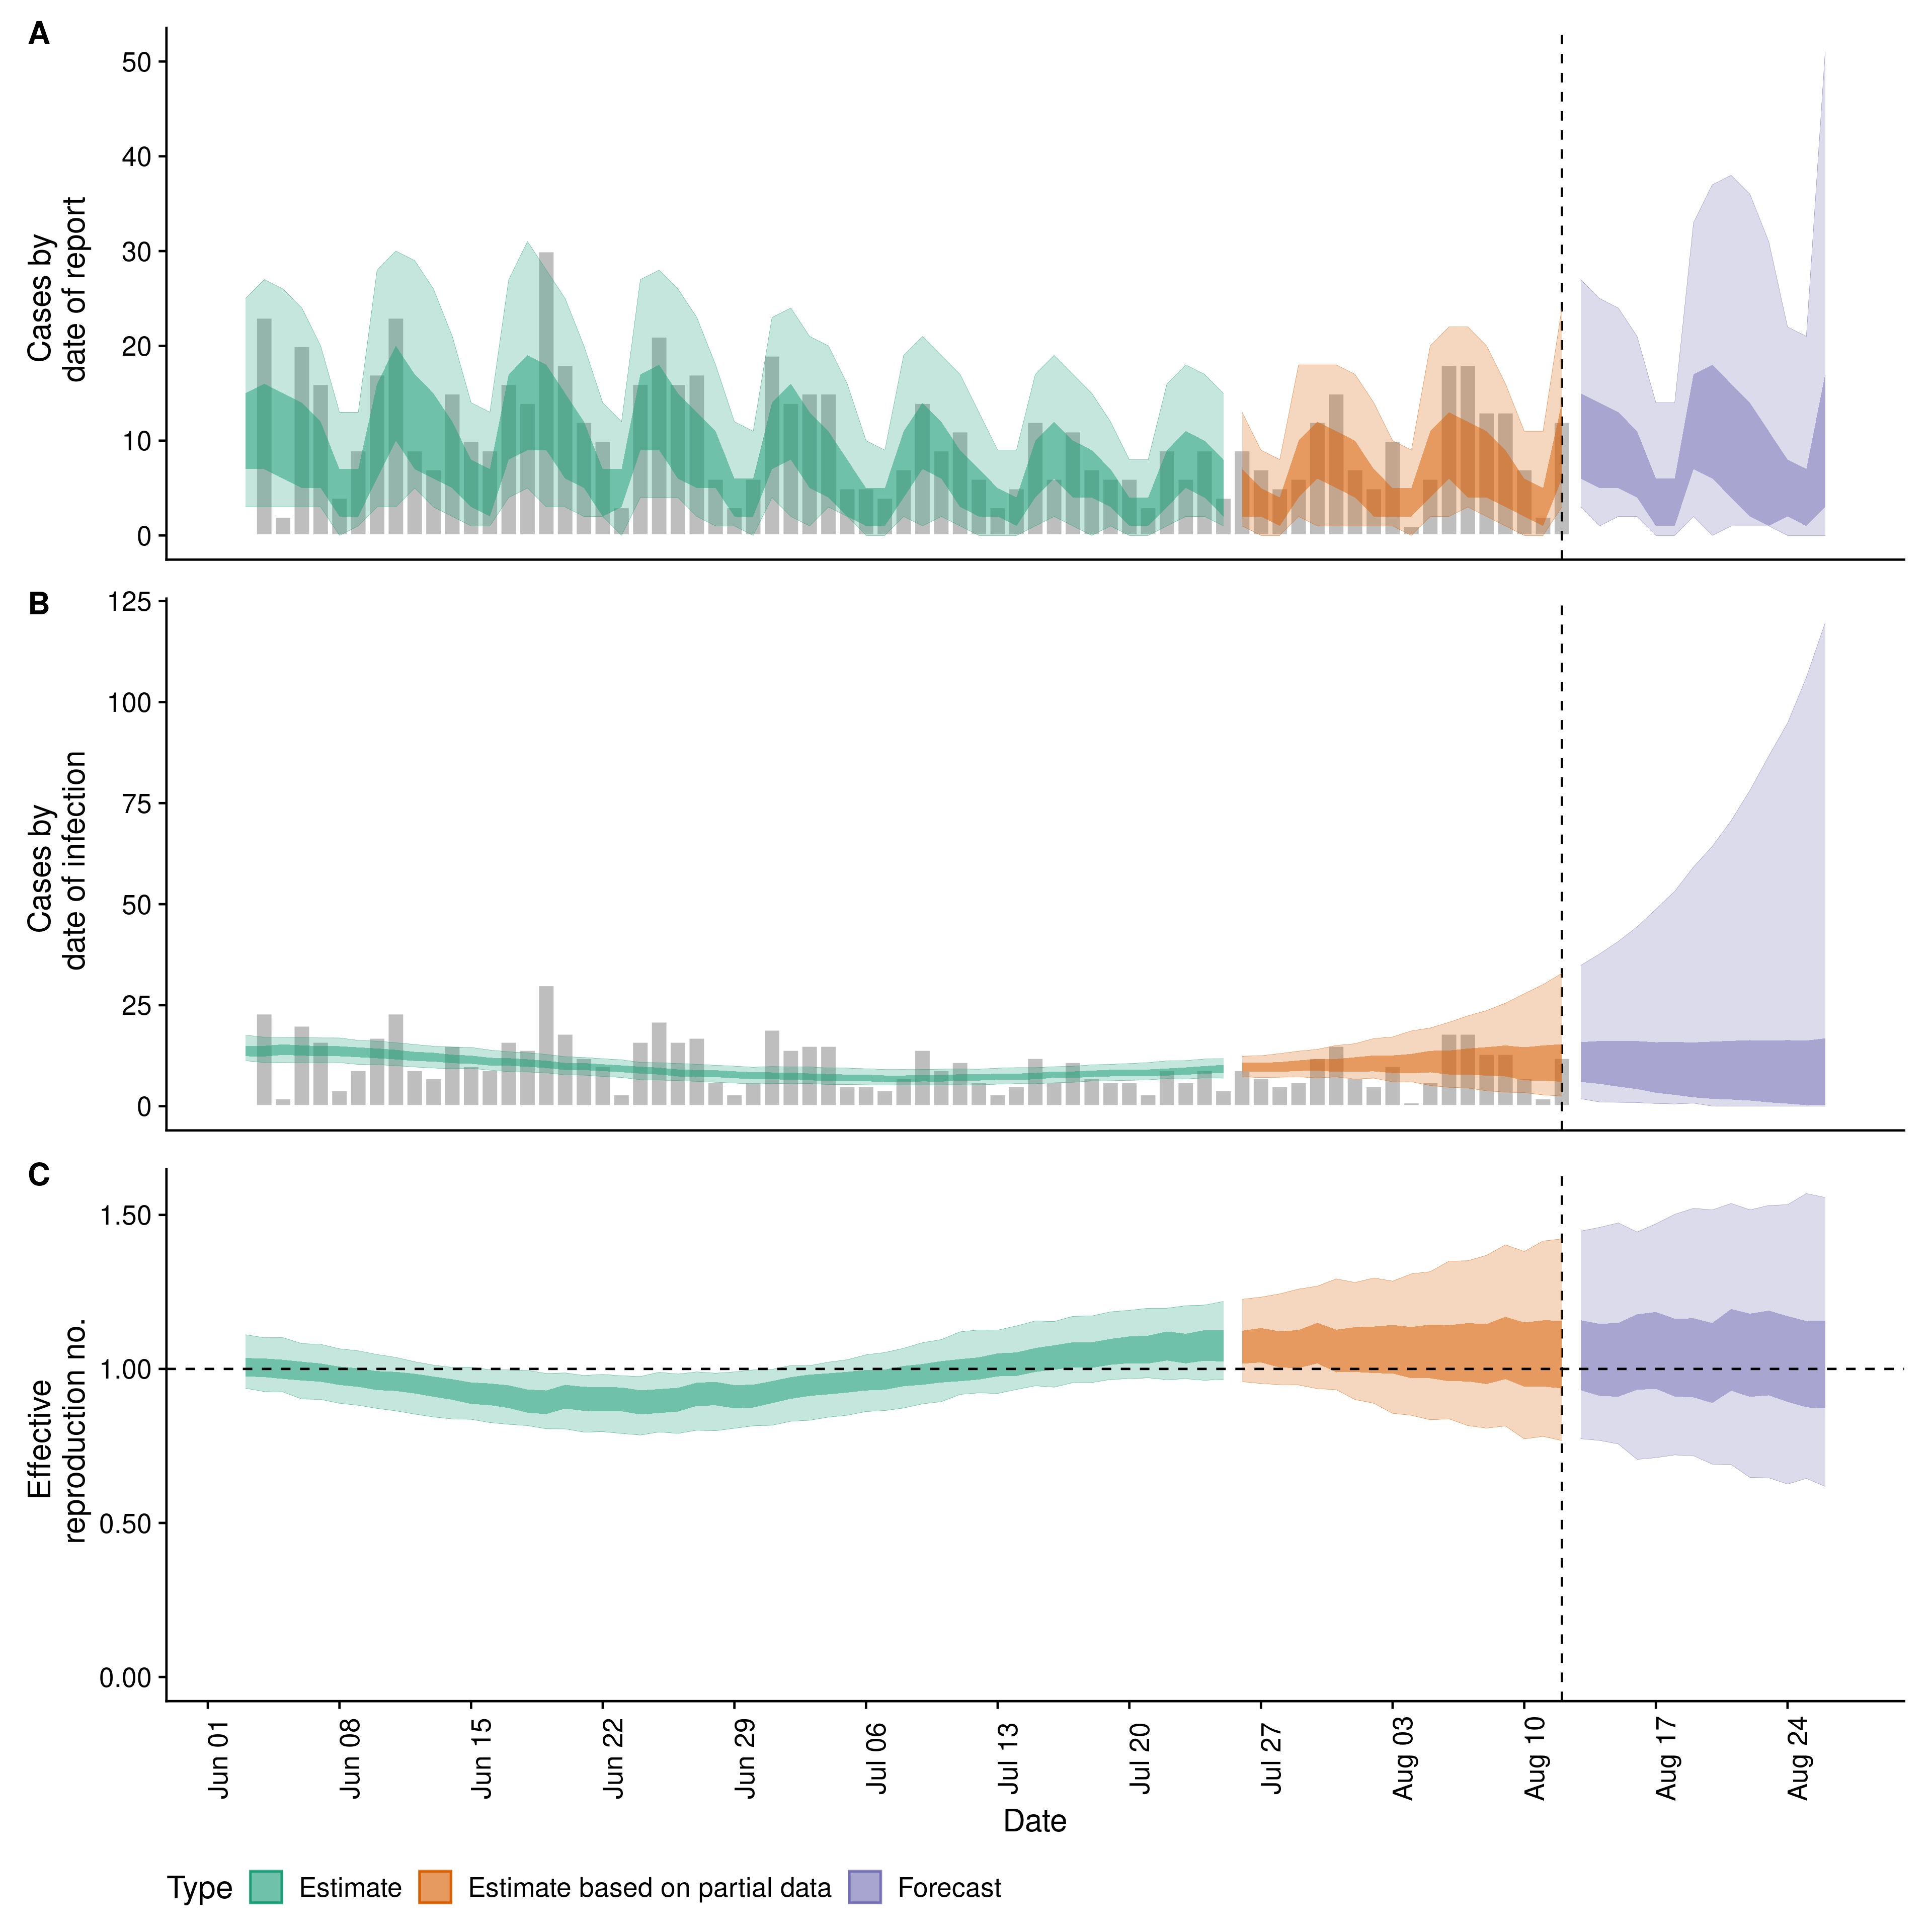 A
50
40
30
20
10
0
Cases by
date of report
B
125
100
75
50
25
0
Cases by
date of infection
C
1.50
1.00
0.50
0.00
Effective
reproduction no.
Jun 01
Jun 08
Jun 15
Jun 22
Jun 29
Jul 06
Jul 13
Jul 20
Jul 27
Aug 03
Aug 10
Aug 17
Aug 24
Date
Type Estimate Estimate based on partial data Forecast